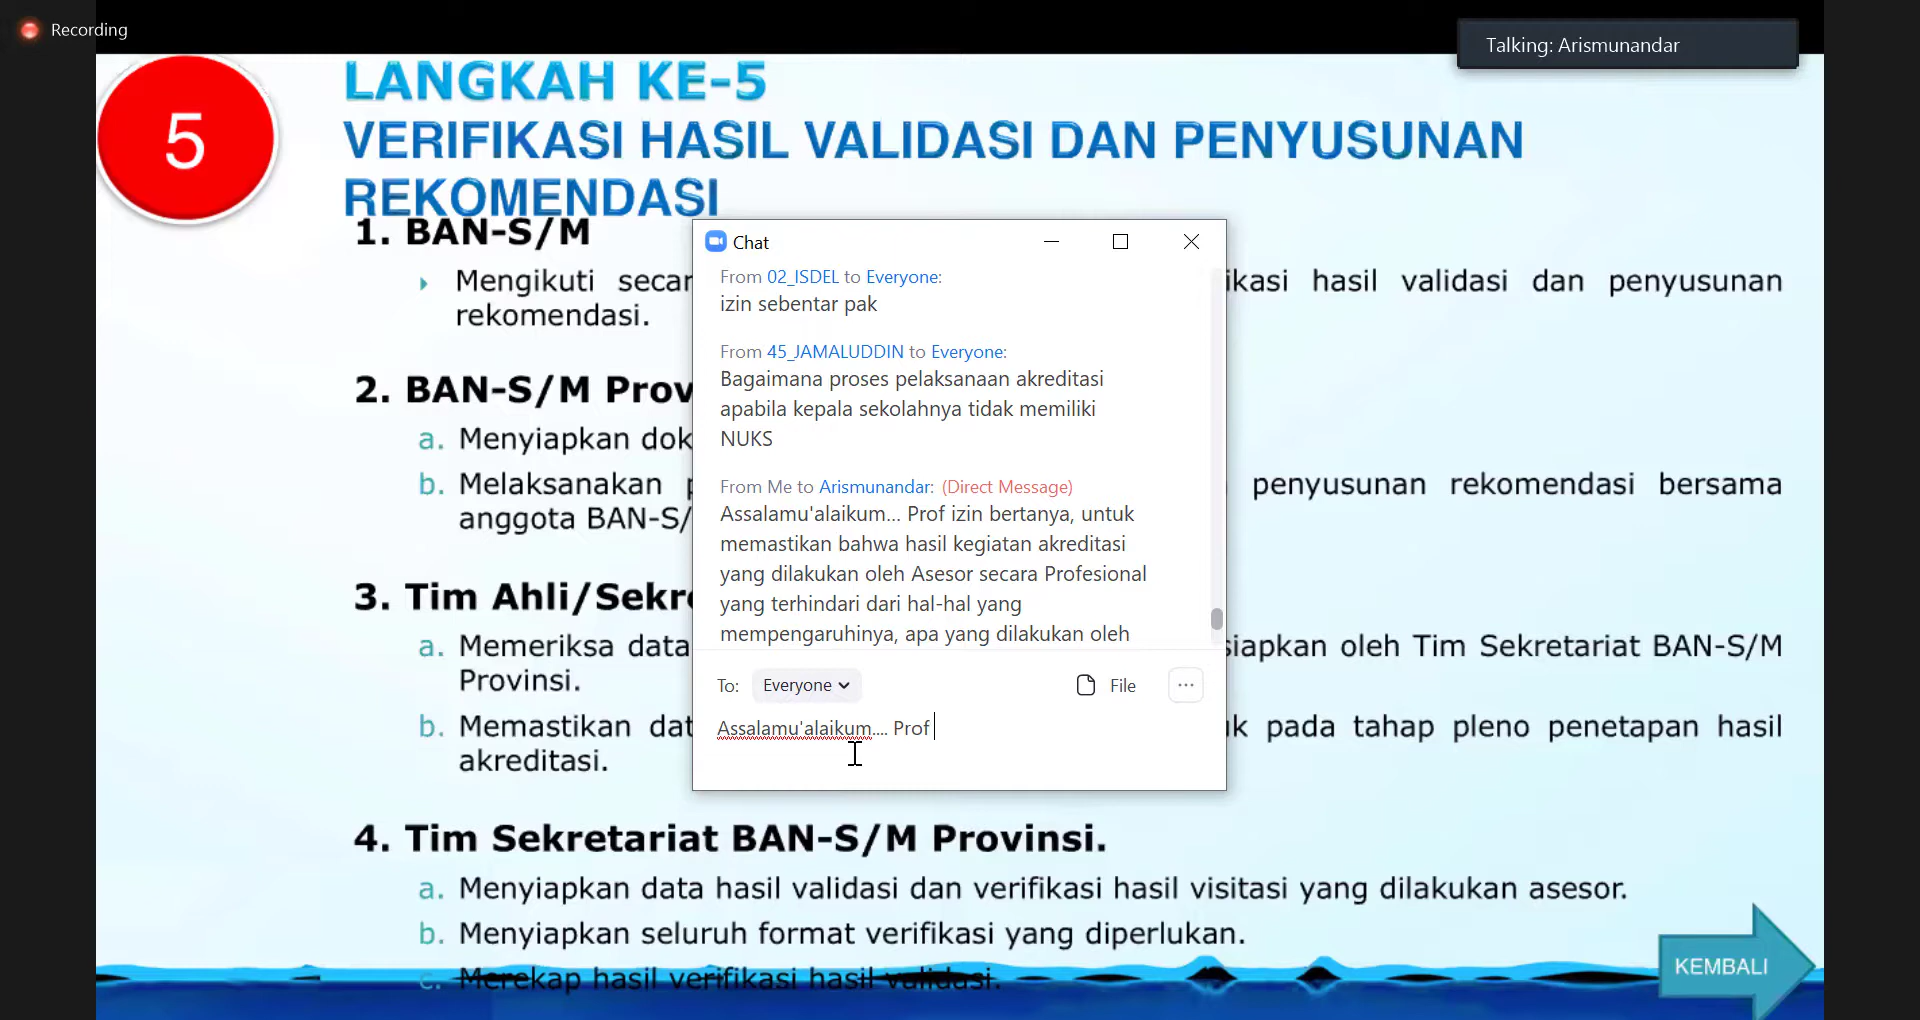 Recording
Talking: Arismunandar
5
LANGKAH KE-5
VERIFIKASI HASIL VALIDASI DAN PENYUSUNAN
REKOMENDASI
1. BAN-S/M
Mengikuti ikasi hasil validasi dan penyusunan
rekomendasi.
2. BAN-S/M
a. Menyiapkan
b. Melaksanakan penyusunan rekomendasi bersama
anggota BAN-S/
3. Tim Ahli/
a. Memeriksa data siapkan oleh Tim Sekretariat BAN-S/M
Provinsi.
b. Memastikan pada tahap pleno penetapan hasil
akreditasi.
4. Tim Sekretariat BAN-S/M Provinsi.
a. Menyiapkan data hasil validasi dan verifikasi hasil visitasi yang dilakukan asesor.
b. Menyiapkan seluruh format verifikasi yang diperlukan.
c. Merekap hasil verifikasi hasil validasi.
KEMBALI
Chat
From 02_ISDEL to Everyone:
izin sebentar pak
From 45_JAMALUDDIN to Everyone:
Bagaimana proses pelaksanaan akreditasi
apabila kepala sekolahnya tidak memiliki
NUKS
From Me to Arismunandar: (Direct Message)
Assalamu'alaikum... Prof izin bertanya, untuk
memastikan bahwa hasil kegiatan akreditasi
yang dilakukan oleh Asesor secara Profesional
yang terhindari dari hal-hal yang
mempengaruhinya, apa yang dilakukan oleh
To: Everyone File ...
Assalamu'alaikum.... Prof